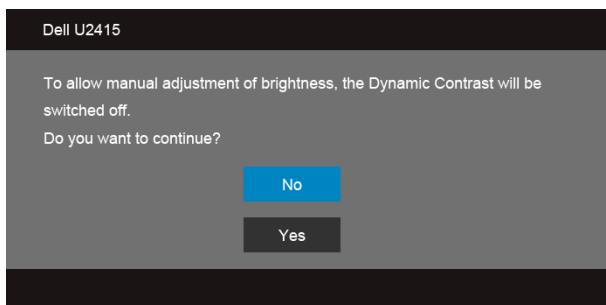 Dell U2415
To allow manual adjustment of brightness, the Dynamic Contrast will be
switched off.
Do you want to continue?
No
Yes